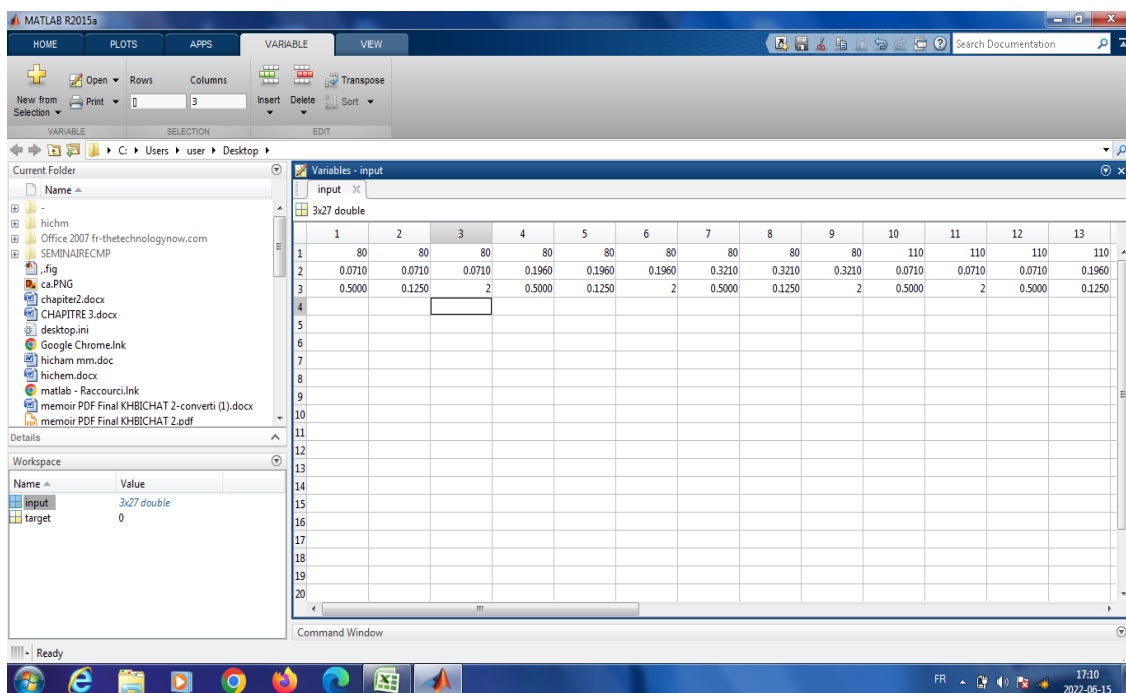 MATLAB R2015a
HOME PLOTS APPS VARIABLE VIEW Search Documentation
New from Selection Open Print Rows Columns 3 Insert Delete Transpose Sort
VARIABLE SELECTION EDIT
C: Users user Desktop
Current Folder
Name
-
hichm
Office 2007 fr-thetechnologynow.com
SEMINAIRECMP
,fig
ca.PNG
chapiter2.docx
CHAPITRE 3.docx
desktop.ini
Google Chrome.lnk
hicham mm.doc
hichem.docx
matlab - Raccourci.lnk
memoir PDF Final KHBICHAT 2-converti (1).docx
memoir PDF Final KHBICHAT 2.pdf
Details
Workspace
Name Value
input 3x27 double
target 0
Variables - input
input
3x27 double
1 2 3 4 5 6 7 8 9 10 11 12 13
1 80 80 80 80 80 80 80 80 80 110 110 110 110
2 0.0710 0.0710 0.0710 0.1960 0.1960 0.1960 0.3210 0.3210 0.3210 0.0710 0.0710 0.0710 0.1960
3 0.5000 0.1250 2 0.5000 0.1250 2 0.5000 0.1250 2 0.5000 2 0.5000 0.1250
4
5
6
7
8
9
10
11
12
13
14
15
16
17
18
19
20
Command Window
Ready
FR 17:10
2022-06-15